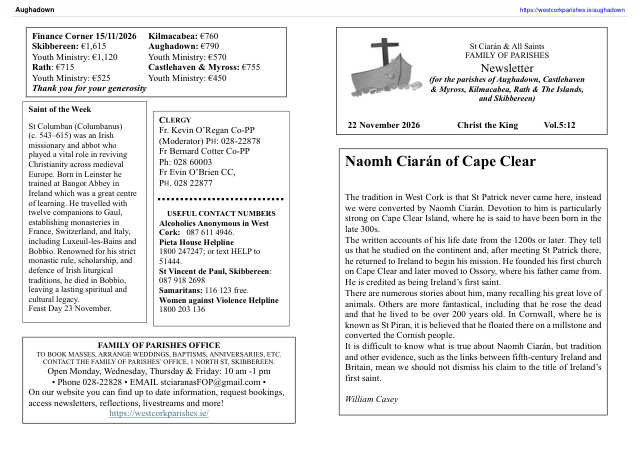 Aughadown
https://westcorkparishes.is/aughadown
Finance Corner 15/11/2026
Skibbereen: €1,615
Youth Ministry: €1,120
Rath: €715
Youth Ministry: €525
Thank you for your generosity
Kilmacabea: €760
Aughadown: €790
Youth Ministry: €570
Castlehaven & Myross: €755
Youth Ministry: €450
Saint of the Week
St Columban (Columbanus)
(c. 543–615) was an Irish
missionary and abbot who
played a vital role in reviving
Christianity across medieval
Europe. Born in Leinster he
trained at Bangor Abbey in
Ireland which was a great centre
of learning. He travelled with
twelve companions to Gaul,
establishing monasteries in
France, Switzerland, and Italy,
including Luxeuil-les-Bains and
Bobbio. Renowned for his strict
monastic rule, scholarship, and
defence of Irish liturgical
traditions, he died in Bobbio,
leaving a lasting spiritual and
cultural legacy.
Feast Day 23 November.
CLERGY
Fr. Kevin O’Regan Co-PP
(Moderator) PH: 028-22878
Fr Bernard Cotter Co-PP
Ph: 028 60003
Fr Evin O’Brien CC,
PH. 028 22877
USEFUL CONTACT NUMBERS
Alcoholics Anonymous in West
Cork: 087 611 4946.
Pieta House Helpline
1800 247247; or text HELP to
51444.
St Vincent de Paul, Skibbereen:
087 918 2698
Samaritans: 116 123 free.
Women against Violence Helpline
1800 203 136
FAMILY OF PARISHES OFFICE
TO BOOK MASSES, ARRANGE WEDDINGS, BAPTISMS, ANNIVERSARIES, ETC.
CONTACT THE FAMILY OF PARISHES’ OFFICE, 1 NORTH ST, SKIBBEREEN.
Open Monday, Wednesday, Thursday & Friday: 10 am -1 pm
• Phone 028-22828 • EMAIL stciaranasFOP@gmail.com •
On our website you can find up to date information, request bookings,
access newsletters, reflections, livestreams and more!
https://westcorkparishes.ie/
St Ciarán & All Saints
FAMILY OF PARISHES
Newsletter
(for the parishes of Aughadown, Castlehaven
& Myross, Kilmacabea, Rath & The Islands,
and Skibbereen)
22 November 2026 Christ the King Vol.5:12
Naomh Ciarán of Cape Clear
The tradition in West Cork is that St Patrick never came here, instead
we were converted by Naomh Ciarán. Devotion to him is particularly
strong on Cape Clear Island, where he is said to have been born in the
late 300s.
The written accounts of his life date from the 1200s or later. They tell
us that he studied on the continent and, after meeting St Patrick there,
he returned to Ireland to begin his mission. He founded his first church
on Cape Clear and later moved to Ossory, where his father came from.
He is credited as being Ireland’s first saint.
There are numerous stories about him, many recalling his great love of
animals. Others are more fantastical, including that he rose the dead
and that he lived to be over 200 years old. In Cornwall, where he is
known as St Piran, it is believed that he floated there on a millstone and
converted the Cornish people.
It is difficult to know what is true about Naomh Ciarán, but tradition
and other evidence, such as the links between fifth-century Ireland and
Britain, mean we should not dismiss his claim to the title of Ireland’s
first saint.
William Casey